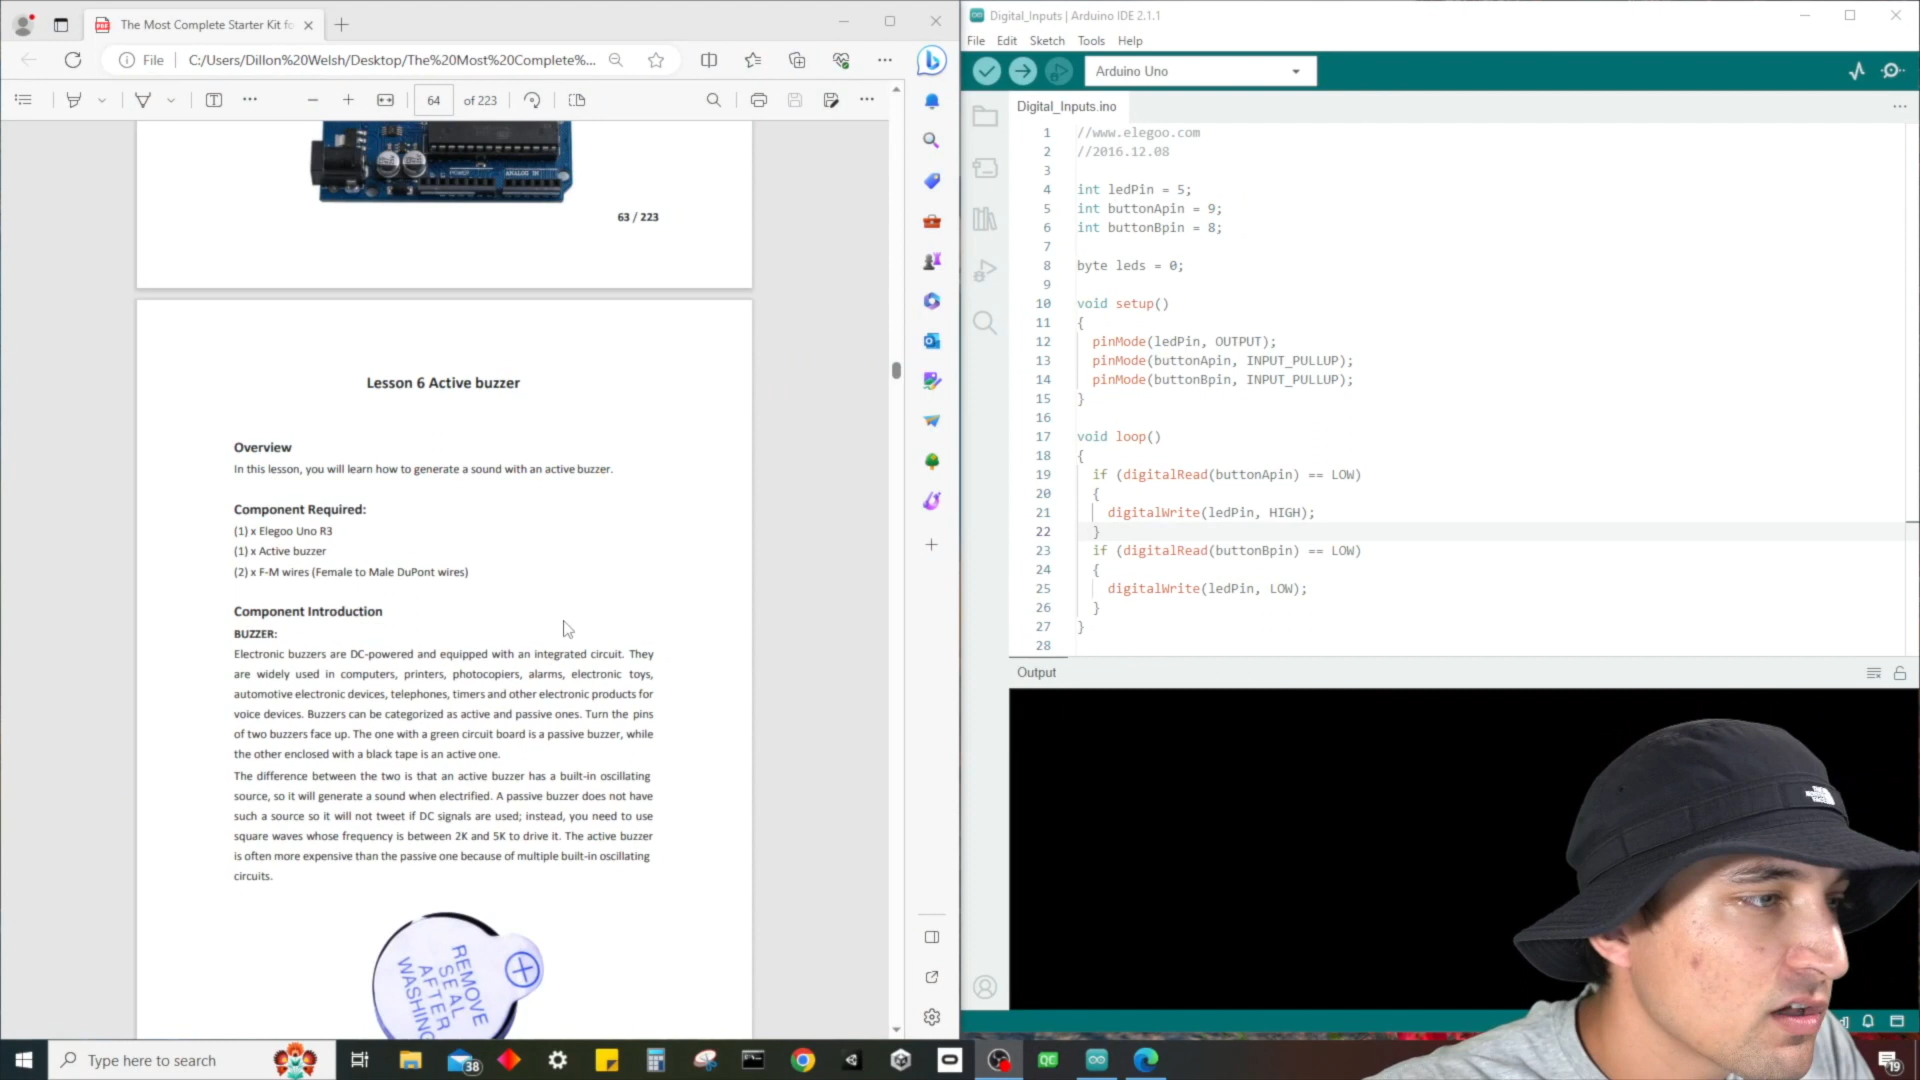 The Most Complete Starter Kit fo
File
C:/Users/Dillon%20Welsh/Desktop/The%20Most%20Complete%...
64
of 223
POWER
ANALOG IN
63 / 223
Lesson 6 Active buzzer
Overview
In this lesson, you will learn how to generate a sound with an active buzzer.
Component Required:
(1) x Elegoo Uno R3
(1) x Active buzzer
(2) x F-M wires (Female to Male DuPont wires)
Component Introduction
BUZZER:
Electronic buzzers are DC-powered and equipped with an integrated circuit. They
are widely used in computers, printers, photocopiers, alarms, electronic toys,
automotive electronic devices, telephones, timers and other electronic products for
voice devices. Buzzers can be categorized as active and passive ones. Turn the pins
of two buzzers face up. The one with a green circuit board is a passive buzzer, while
the other enclosed with a black tape is an active one.
The difference between the two is that an active buzzer has a built-in oscillating
source, so it will generate a sound when electrified. A passive buzzer does not have
such a source so it will not tweet if DC signals are used; instead, you need to use
square waves whose frequency is between 2K and 5K to drive it. The active buzzer
is often more expensive than the passive one because of multiple built-in oscillating
circuits.
REMOVE
SEAL
AFTER
WASHING
Digital_Inputs | Arduino IDE 2.1.1
File Edit Sketch Tools Help
Arduino Uno
Digital_Inputs.ino
1 //www.elegoo.com
2 //2016.12.08
3
4 int ledPin = 5;
5 int buttonApin = 9;
6 int buttonBpin = 8;
7
8 byte leds = 0;
9
10 void setup()
11 {
12 pinMode(ledPin, OUTPUT);
13 pinMode(buttonApin, INPUT_PULLUP);
14 pinMode(buttonBpin, INPUT_PULLUP);
15 }
16
17 void loop()
18 {
19 if (digitalRead(buttonApin) == LOW)
20 {
21 digitalWrite(ledPin, HIGH);
22 }
23 if (digitalRead(buttonBpin) == LOW)
24 {
25 digitalWrite(ledPin, LOW);
26 }
27 }
28
Output
THE NORTH FACE
Type here to search
38
QC
19